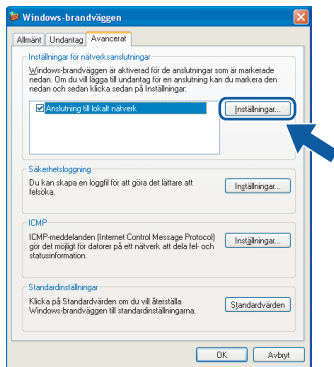 Windows-brandväggen
Allmänt Undantag Avancerat
Inställningar för nätverksanslutningar
Windows-brandväggen är aktiverad för de anslutningar som är markerade
nedan. Om du vill lägga till undantag för en anslutning kan du markera den
nedan och sedan klicka sedan på Inställningar:
Anslutning till lokalt nätverk
Inställningar...
Säkerhetsloggning
Du kan skapa en loggfil för att göra det lättare att
felsöka.
Inställningar...
ICMP
ICMP-meddelanden (Internet Control Message Protocol)
gör det möjligt för datorer på ett nätverk att dela fel- och
statusinformation.
Inställningar...
Standardinställningar
Klicka på Standardvärden om du vill återställa
Windows-brandväggen till standardinställningarna.
Standardvärden
OK Avbryt